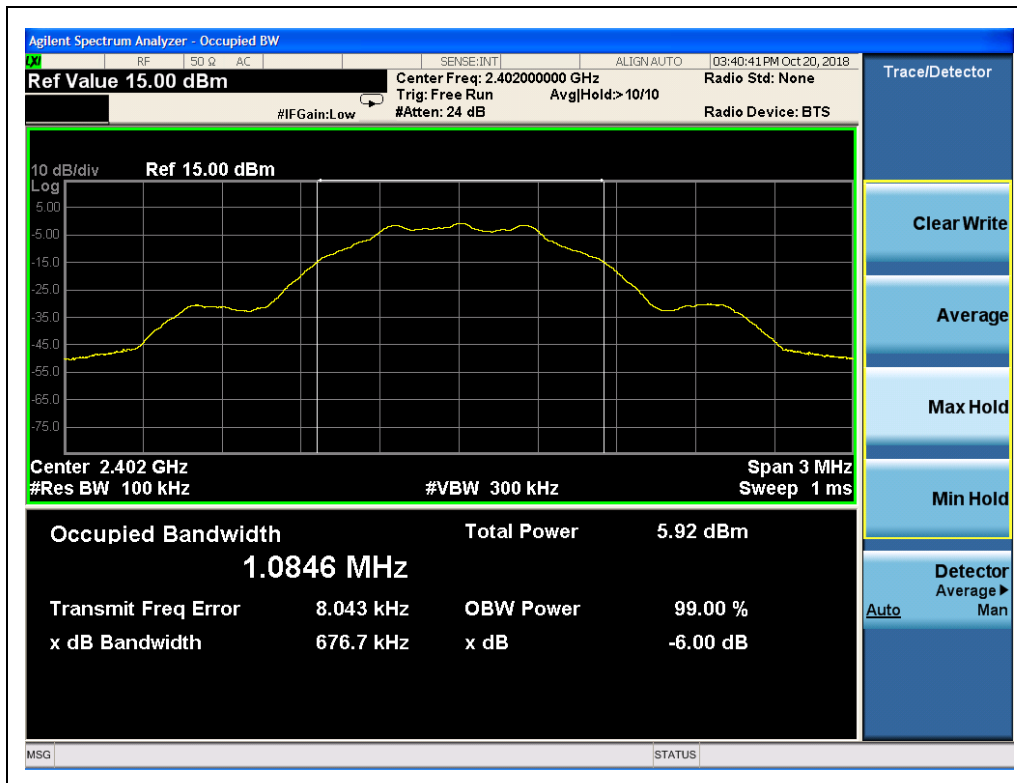 Agilent Spectrum Analyzer - Occupied BW
LXI RF 50 Ω AC SENSE:INT ALIGN AUTO 03:40:41 PM Oct 20, 2018
Ref Value 15.00 dBm
Center Freq: 2.402000000 GHz
Radio Std: None
Trig: Free Run Avg|Hold:>10/10
#IFGain:Low
#Atten: 24 dB
Radio Device: BTS
10 dB/div Ref 15.00 dBm
Log
5.00
-5.00
-15.0
-25.0
-35.0
-45.0
-55.0
-65.0
-75.0
Center 2.402 GHz Span 3 MHz
#Res BW 100 kHz #VBW 300 kHz Sweep 1 ms
Occupied Bandwidth Total Power 5.92 dBm
1.0846 MHz
Transmit Freq Error 8.043 kHz OBW Power 99.00 %
x dB Bandwidth 676.7 kHz x dB -6.00 dB
MSG STATUS
Trace/Detector
Clear Write
Average
Max Hold
Min Hold
Detector
Average▶
Auto Man